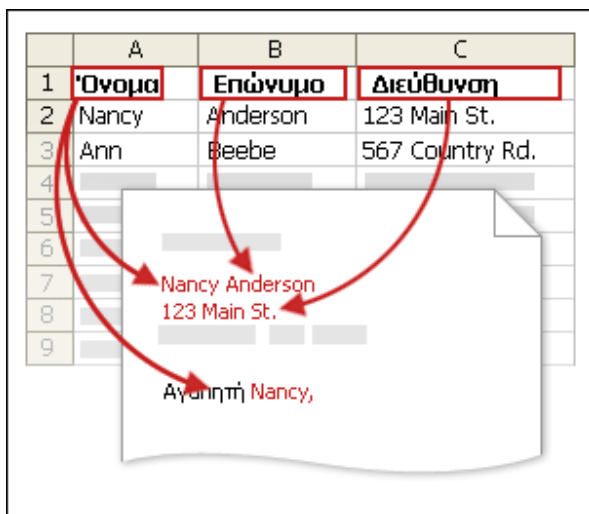 A B C
1 Όνομα Επώνυμο Διεύθυνση
2 Nancy Anderson 123 Main St.
3 Ann Beebe 567 Country Rd.
4
5
6
7
8
9
Nancy Anderson
123 Main St.
Αγαπητή Nancy,